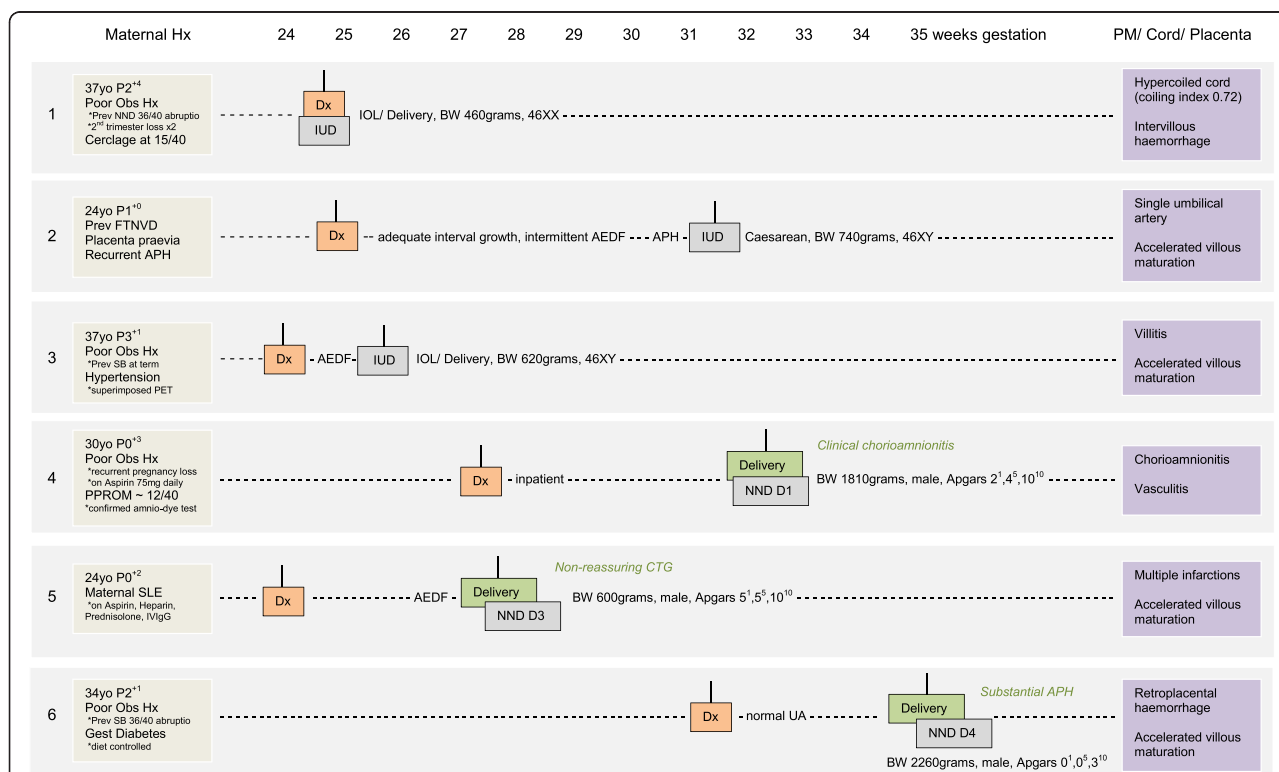 Maternal Hx 24 25 26 27 28 29 30 31 32 33 34 35 weeks gestation PM/ Cord/ Placenta
1
37yo P2+4
Poor Obs Hx
*Prev NND 36/40 abruptio
*2nd trimester loss x2
Cerclage at 15/40
Dx
IUD
IOL/ Delivery, BW 460grams, 46XX
Hypercoiled cord
(coiling index 0.72)
Intervillous
haemorrhage
2
24yo P1+0
Prev FTNVD
Placenta praevia
Recurrent APH
Dx
adequate interval growth, intermittent AEDF
APH
IUD
Caesarean, BW 740grams, 46XY
Single umbilical
artery
Accelerated villous
maturation
3
37yo P3+1
Poor Obs Hx
*Prev SB at term
Hypertension
*superimposed PET
Dx
AEDF
IUD
IOL/ Delivery, BW 620grams, 46XY
Villitis
Accelerated villous
maturation
4
30yo P0+3
Poor Obs Hx
*recurrent pregnancy loss
*on Aspirin 75mg daily
PPROM ~ 12/40
*confirmed amnio-dye test
Dx
inpatient
Delivery
NND D1
Clinical chorioamnionitis
BW 1810grams, male, Apgars 2¹,4⁵,10¹⁰
Chorioamnionitis
Vasculitis
5
24yo P0+2
Maternal SLE
*on Aspirin, Heparin,
Prednisolone, IVIgG
Dx
AEDF
Delivery
NND D3
Non-reassuring CTG
BW 600grams, male, Apgars 5¹,5⁵,10¹⁰
Multiple infarctions
Accelerated villous
maturation
6
34yo P2+1
Poor Obs Hx
*Prev SB 36/40 abruptio
Gest Diabetes
*diet controlled
Dx
normal UA
Delivery
NND D4
Substantial APH
BW 2260grams, male, Apgars 0¹,0⁵,3¹⁰
Retroplacental
haemorrhage
Accelerated villous
maturation